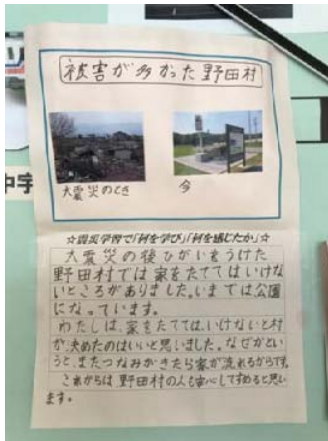 被害が多かった野田村
大震災のとき
今
☆震災学習で「何を学び」「何を感じたか」☆
大震災の後ひがいをうけた
野田村では家をたててはいけな
いところがありました。いまでは公園
になっています。
わたしは、家をたててはいけないと村
が決めたのはいいと思いました。なぜかとい
うと、またつなみがきたら家が流れるからです。
これからは野田村の人も安心してすめると思い
ます。
中字